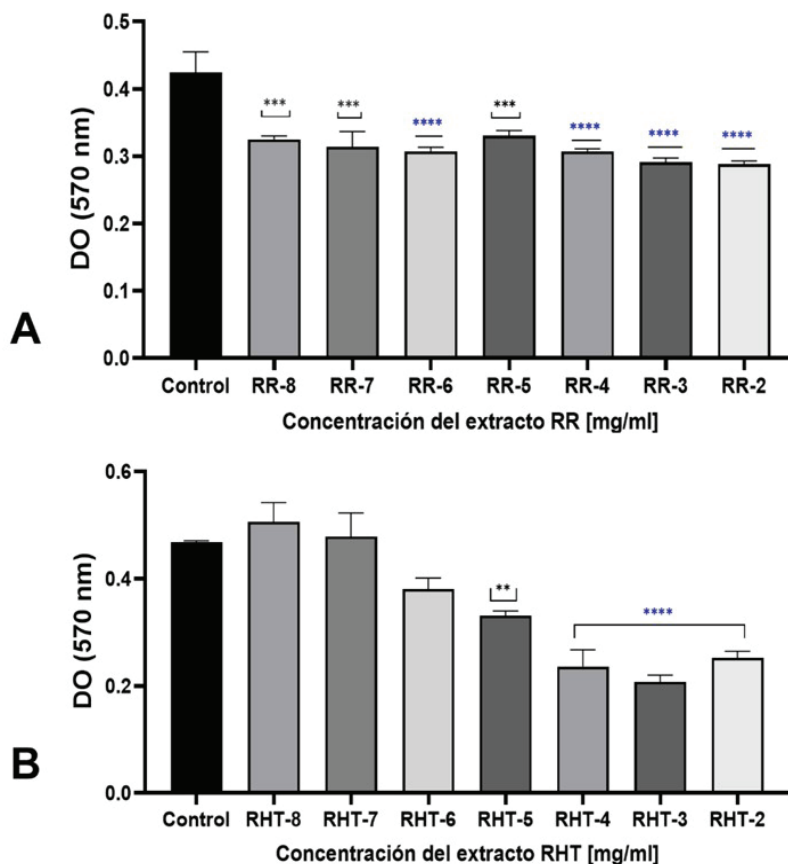 0.5
***
***
****
***
****
****
****
0.4
0.3
0.2
0.1
0.0
DO (570 nm)
A
Control RR-8 RR-7 RR-6 RR-5 RR-4 RR-3 RR-2
Concentración del extracto RR [mg/ml]
0.6
0.4
**
****
0.2
0.0
DO (570 nm)
B
Control RHT-8 RHT-7 RHT-6 RHT-5 RHT-4 RHT-3 RHT-2
Concentración del extracto RHT [mg/ml]